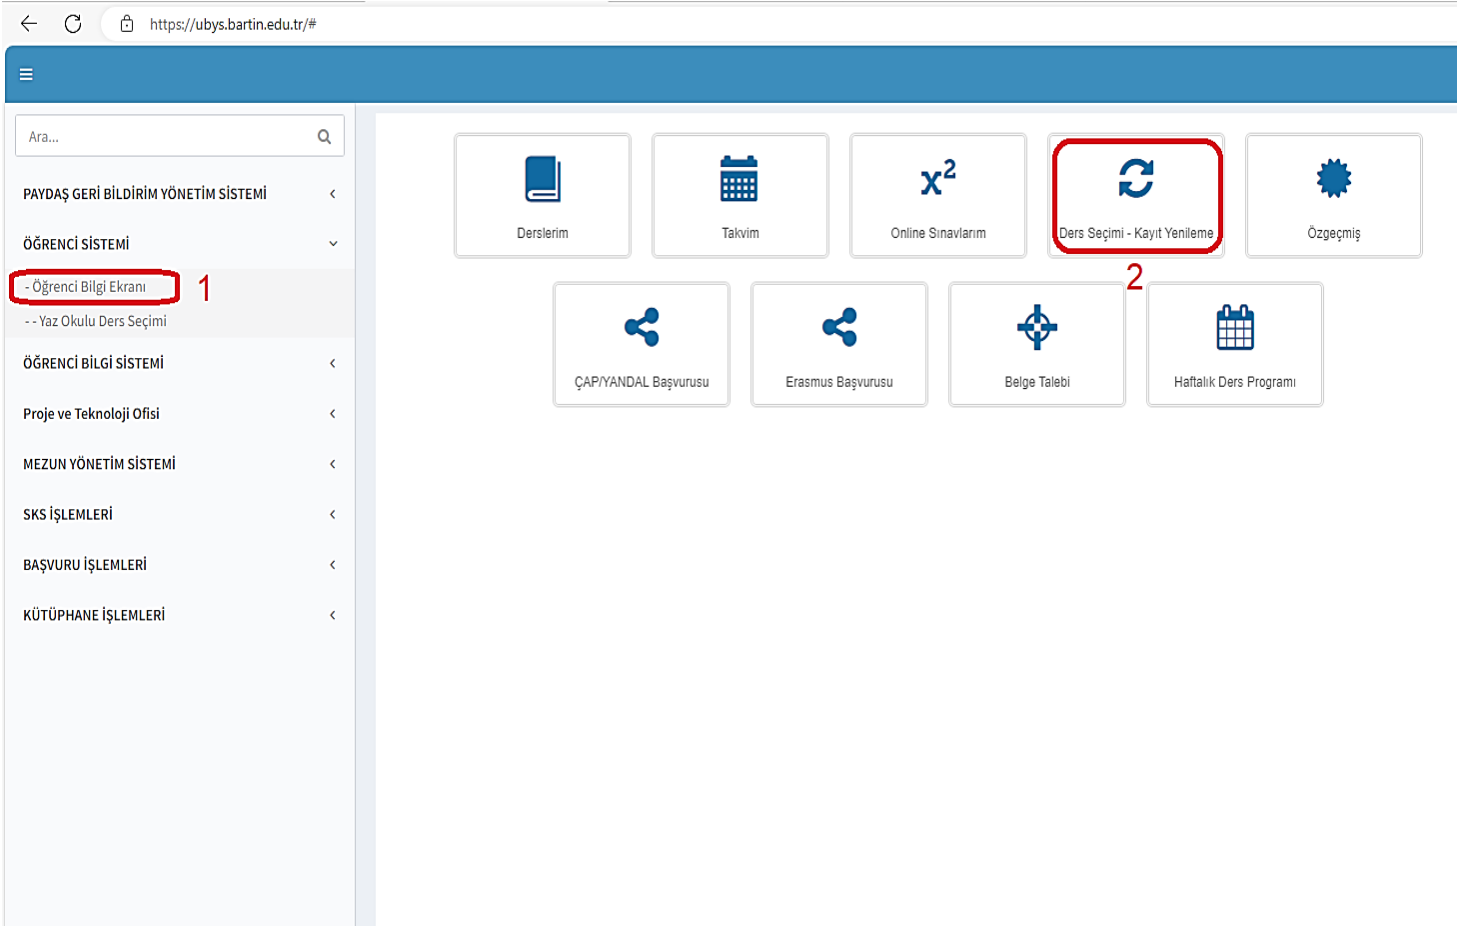 https://ubys.bartin.edu.tr/#
Ara...
PAYDAŞ GERİ BİLDİRİM YÖNETİM SİSTEMİ
ÖĞRENCİ SİSTEMİ
- Öğrenci Bilgi Ekranı
1
- - Yaz Okulu Ders Seçimi
ÖĞRENCİ BİLGİ SİSTEMİ
Proje ve Teknoloji Ofisi
MEZUN YÖNETİM SİSTEMİ
SKS İŞLEMLERİ
BAŞVURU İŞLEMLERİ
KÜTÜPHANE İŞLEMLERİ
x²
Derslerim
Takvim
Online Sınavlarım
Ders Seçimi - Kayıt Yenileme
Özgeçmiş
2
ÇAP/YANDAL Başvurusu
Erasmus Başvurusu
Belge Talebi
Haftalık Ders Programı